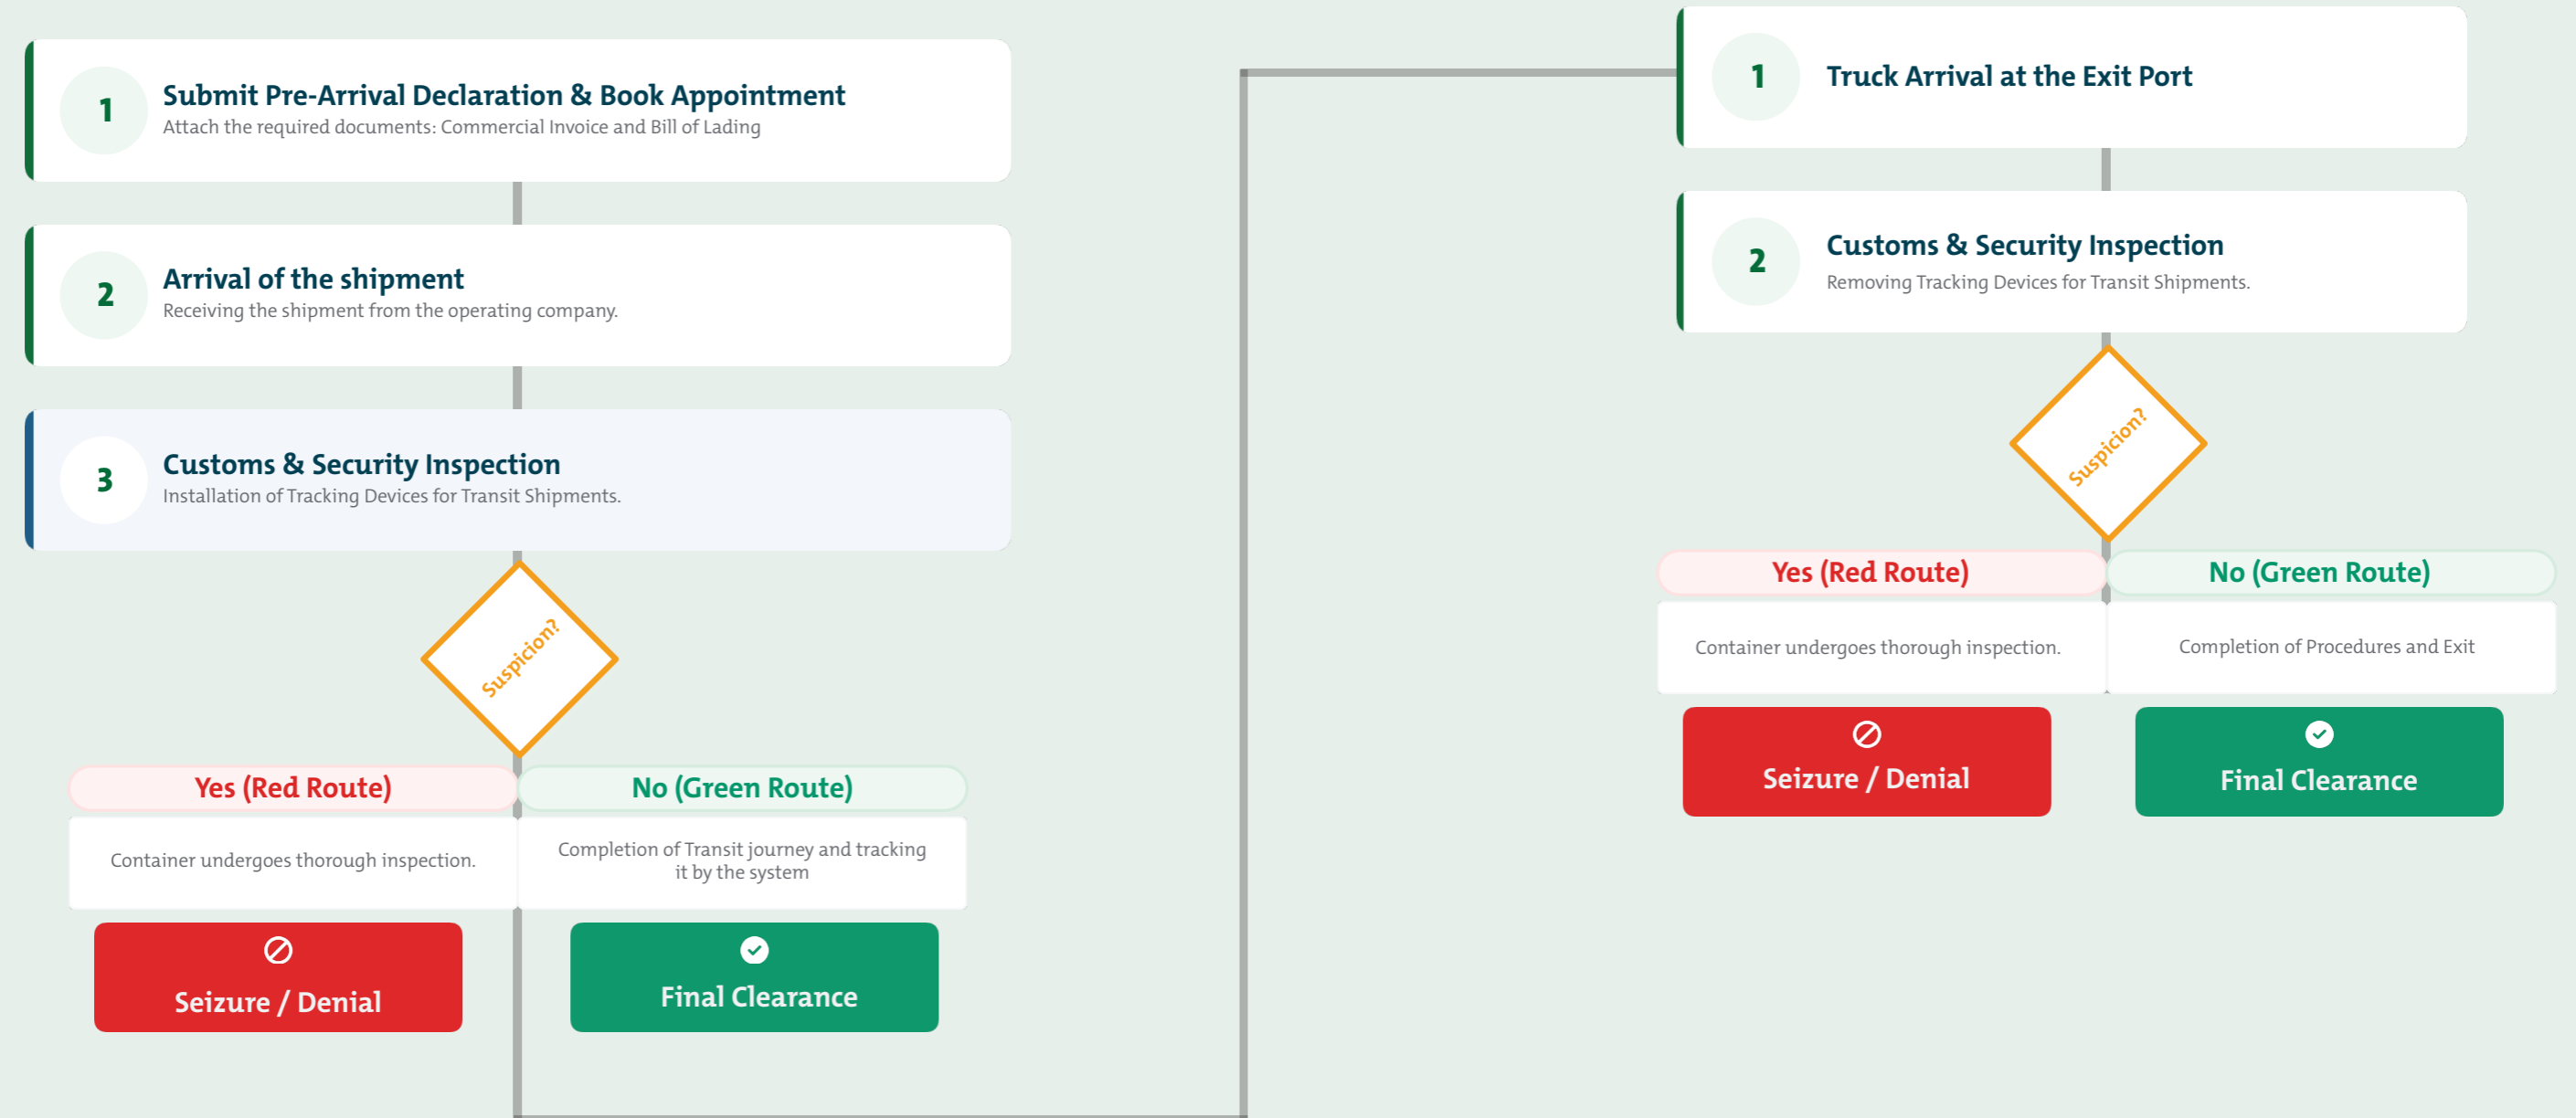 1
Submit Pre-Arrival Declaration & Book Appointment
Attach the required documents: Commercial Invoice and Bill of Lading
2
Arrival of the shipment
Receiving the shipment from the operating company.
3
Customs & Security Inspection
Installation of Tracking Devices for Transit Shipments.
Suspicion?
Yes (Red Route)
Container undergoes thorough inspection.
Seizure / Denial
No (Green Route)
Completion of Transit journey and tracking
it by the system
Final Clearance
1
Truck Arrival at the Exit Port
2
Customs & Security Inspection
Removing Tracking Devices for Transit Shipments.
Suspicion?
Yes (Red Route)
Container undergoes thorough inspection.
Seizure / Denial
No (Green Route)
Completion of Procedures and Exit
Final Clearance